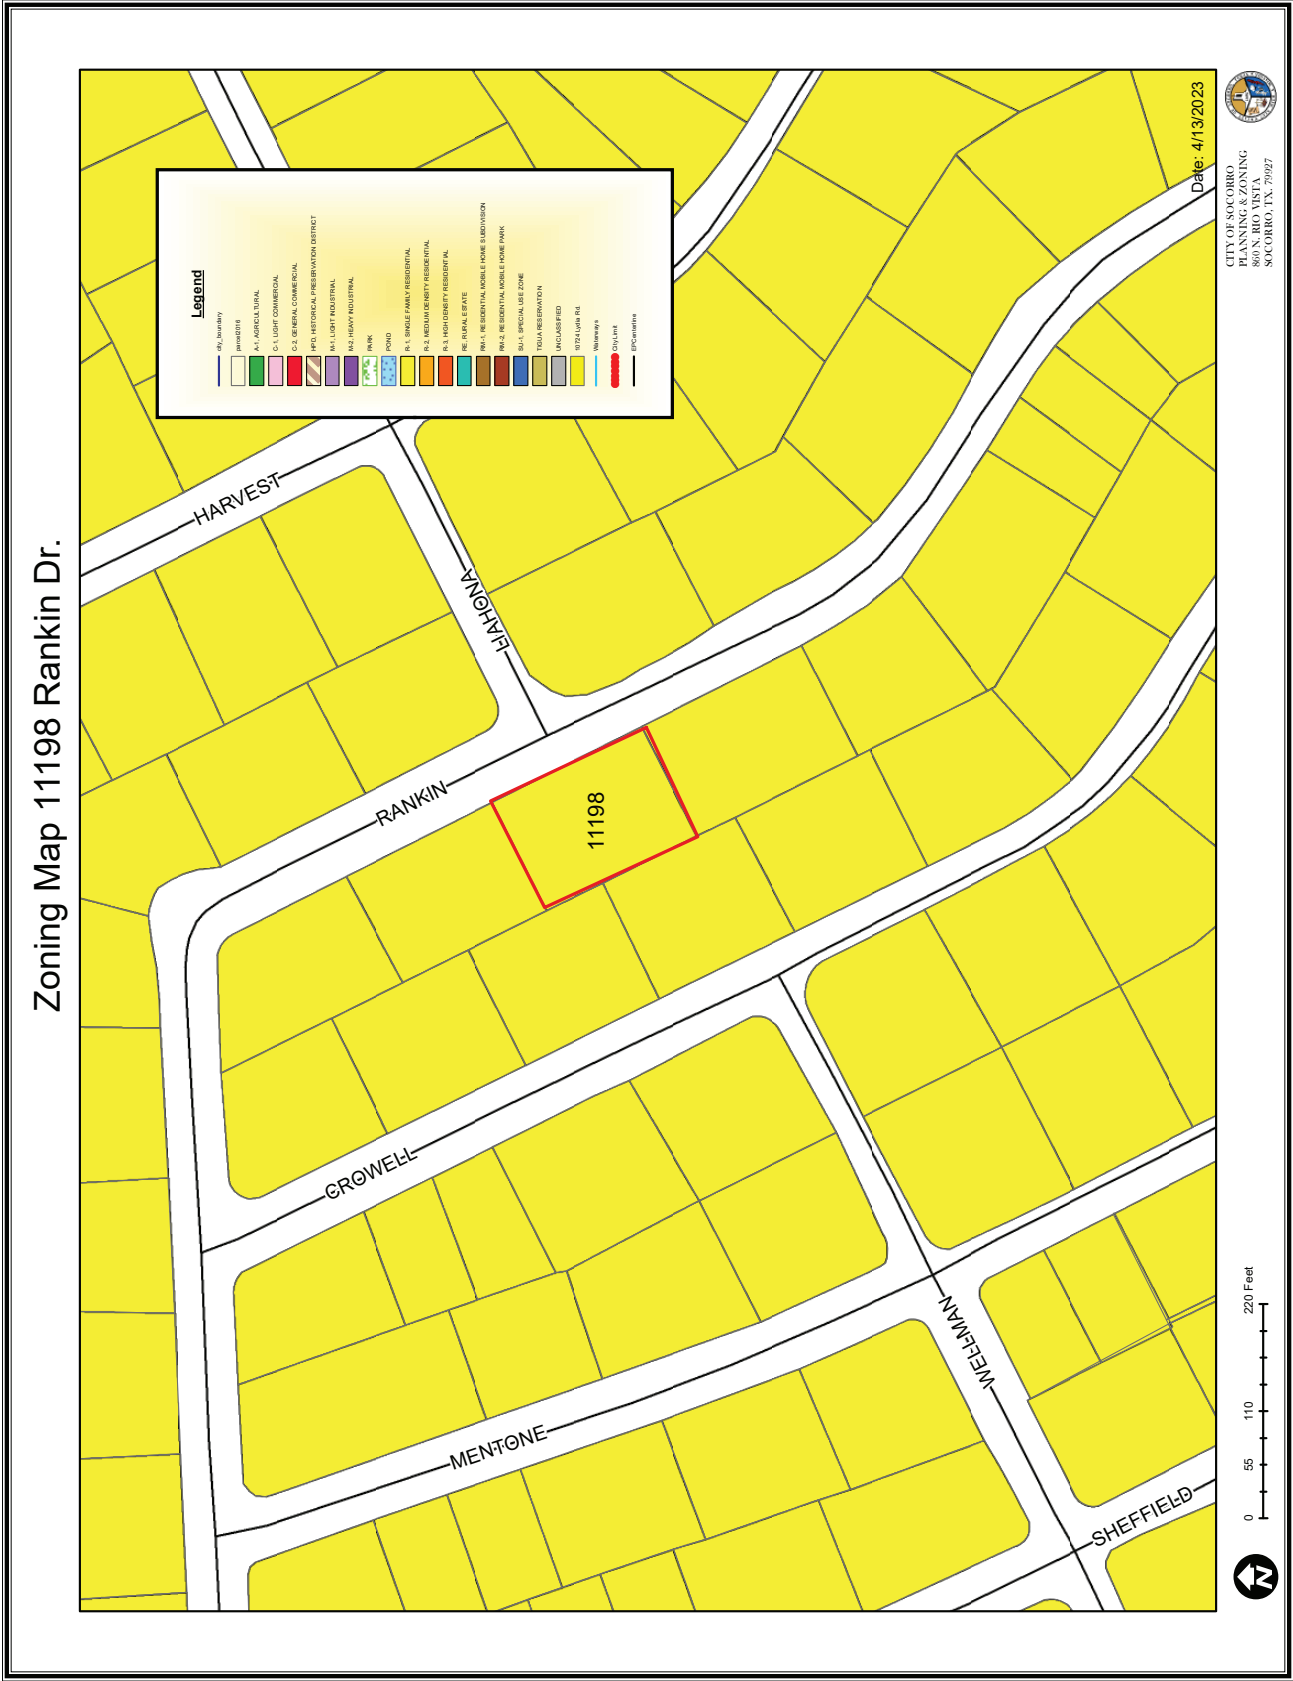 Zoning Map 11198 Rankin Dr.
Legend
city_boundary
parcel2016
A-1, AGRICULTURAL
C-1, LIGHT COMMERCIAL
C-2, GENERAL COMMERCIAL
HPD, HISTORICAL PRESERVATION DISTRICT
M-1, LIGHT INDUSTRIAL
M-2, HEAVY INDUSTRIAL
PARK
POND
R-1, SINGLE FAMILY RESIDENTIAL
R-2, MEDIUM DENSITY RESIDENTIAL
R-3, HIGH DENSITY RESIDENTIAL
RE, RURAL ESTATE
RM-1, RESIDENTIAL MOBILE HOME SUBDIVISION
RM-2, RESIDENTIAL MOBILE HOME PARK
SU-1, SPECIAL USE ZONE
TIGUA RESERVATION
UNCLASSIFIED
10724 Lydia Rd.
Waterways
CityLimit
EPCenterline
HARVEST
LIAHONA
RANKIN
11198
CROWELL
MENTONE
WELLMAN
SHEFFIELD
Date: 4/13/2023
N
0 55 110 220 Feet
CITY OF SOCORRO
PLANNING & ZONING
860 N. RIO VISTA
SOCORRO, TX. 79927